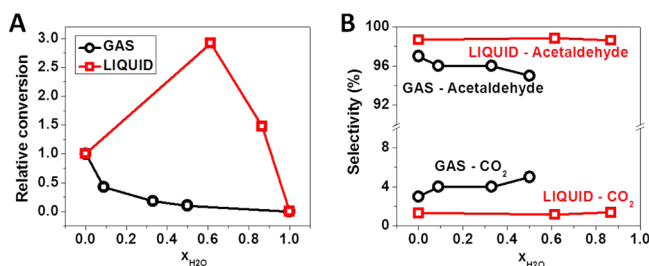 A
GAS
LIQUID
3.0
2.5
2.0
1.5
1.0
0.5
0.0
Relative conversion
0.0 0.2 0.4 0.6 0.8 1.0
xH2O
B
100
96
92
8
4
0
Selectivity (%)
LIQUID - Acetaldehyde
GAS - Acetaldehyde
GAS - CO2
LIQUID - CO2
0.0 0.2 0.4 0.6 0.8
xH2O